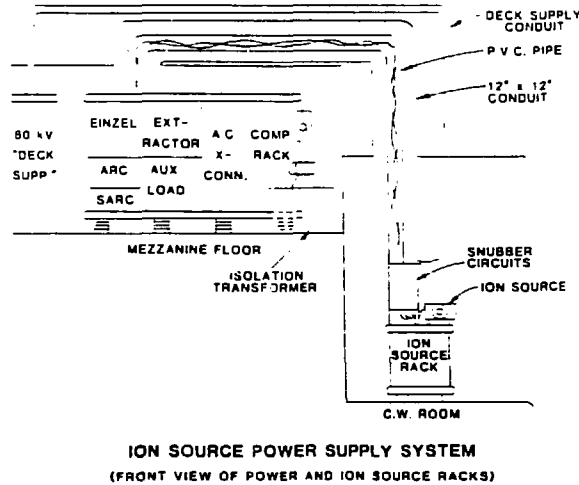 DECK SUPPLY
CONDUIT
P V C. PIPE
12" x 12"
CONDUIT
60 kV
"DECK
SUPP."
EINZEL
EXT-
RACTOR
A C
X-
CONN.
COMP
RACK
ARC
AUX
LOAD
SARC
MEZZANINE FLOOR
ISOLATION
TRANSFORMER
SNUBBER
CIRCUITS
ION SOURCE
ION
SOURCE
RACK
C.W. ROOM
ION SOURCE POWER SUPPLY SYSTEM
(FRONT VIEW OF POWER AND ION SOURCE RACKS)